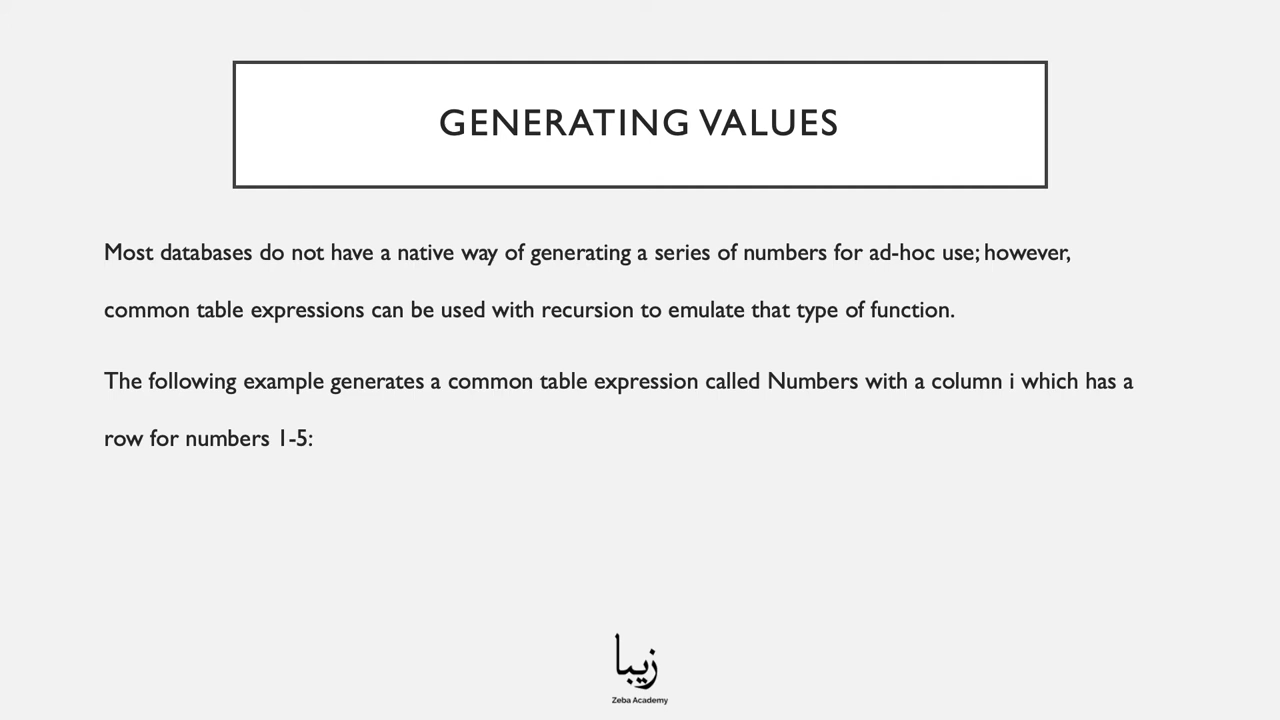 GENERATING VALUES
Most databases do not have a native way of generating a series of numbers for ad-hoc use; however,
common table expressions can be used with recursion to emulate that type of function.
The following example generates a common table expression called Numbers with a column i which has a
row for numbers 1-5:
زيبا
Zeba Academy